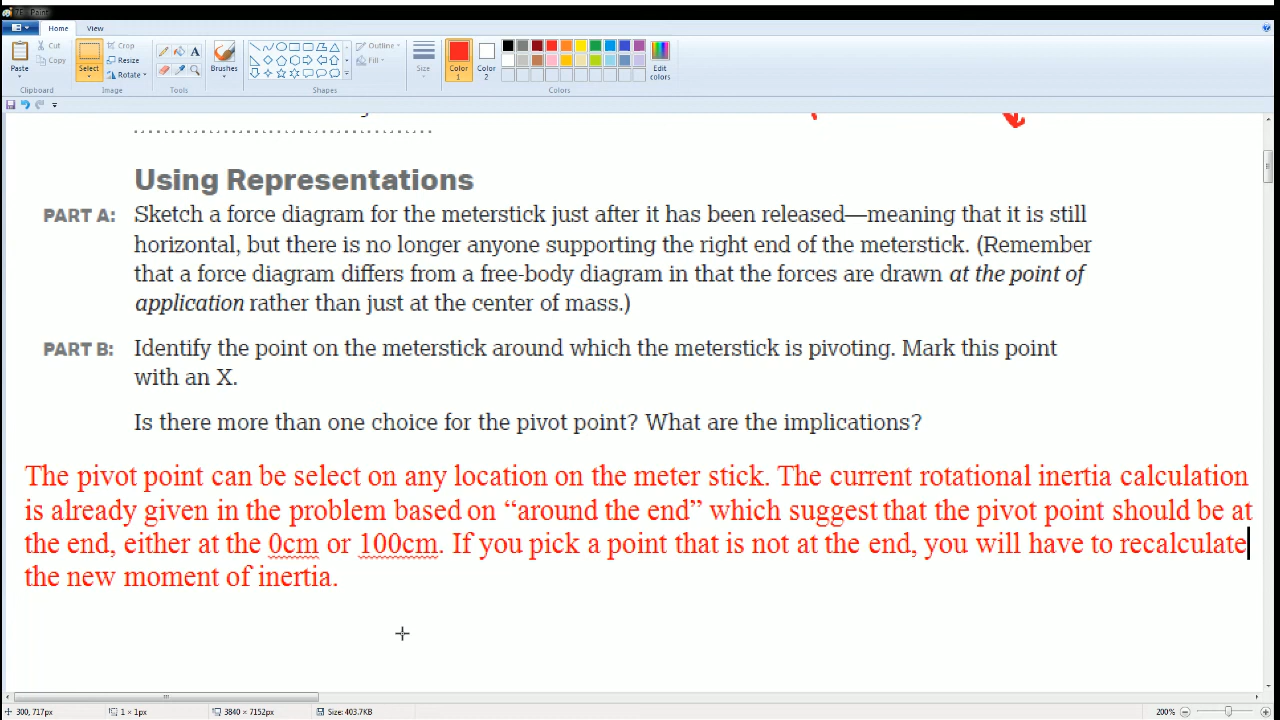 Home View
Cut
Copy
Paste
Clipboard
Select
Crop
Resize
Rotate
Image
A
Tools
Brushes
Shapes
Outline
Fill
Size
Color 1
Color 2
Edit colors
Colors
Using Representations
PART A: Sketch a force diagram for the meterstick just after it has been released—meaning that it is still
horizontal, but there is no longer anyone supporting the right end of the meterstick. (Remember
that a force diagram differs from a free-body diagram in that the forces are drawn at the point of
application rather than just at the center of mass.)
PART B: Identify the point on the meterstick around which the meterstick is pivoting. Mark this point
with an X.
Is there more than one choice for the pivot point? What are the implications?
The pivot point can be select on any location on the meter stick. The current rotational inertia calculation
is already given in the problem based on “around the end” which suggest that the pivot point should be at
the end, either at the 0cm or 100cm. If you pick a point that is not at the end, you will have to recalculate
the new moment of inertia.
300, 717px 1 × 1px 3840 × 7152px Size: 403.7KB 200%